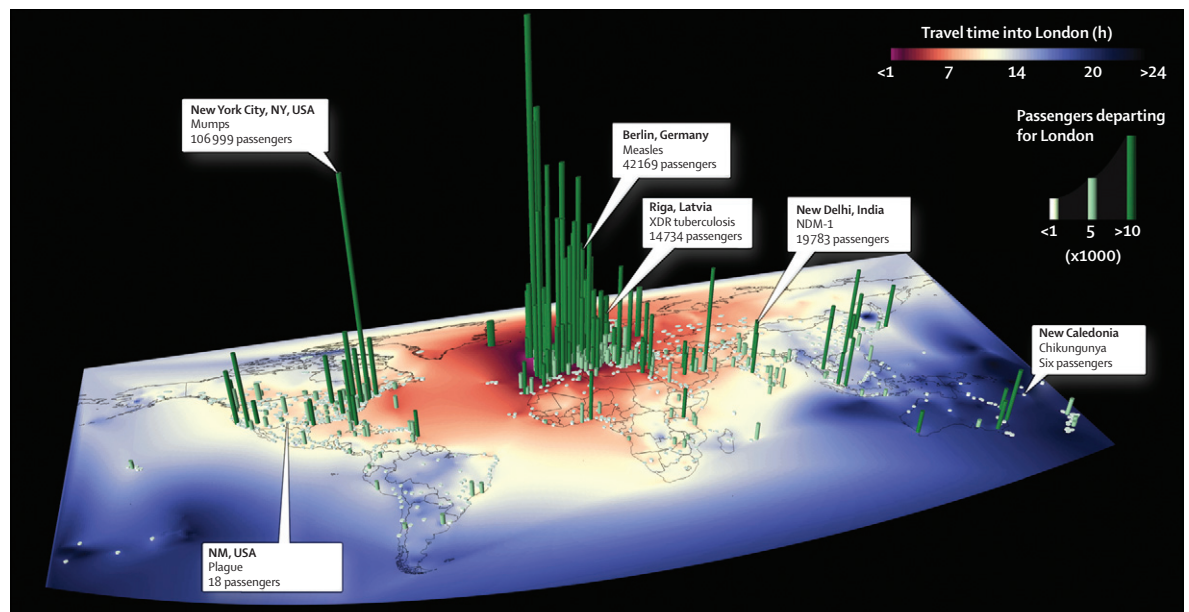 Travel time into London (h)
<1 7 14 20 >24
Passengers departing
for London
<1 5 >10
(x1000)
New York City, NY, USA
Mumps
106 999 passengers
Berlin, Germany
Measles
42 169 passengers
Riga, Latvia
XDR tuberculosis
14 734 passengers
New Delhi, India
NDM-1
19 783 passengers
New Caledonia
Chikungunya
Six passengers
NM, USA
Plague
18 passengers